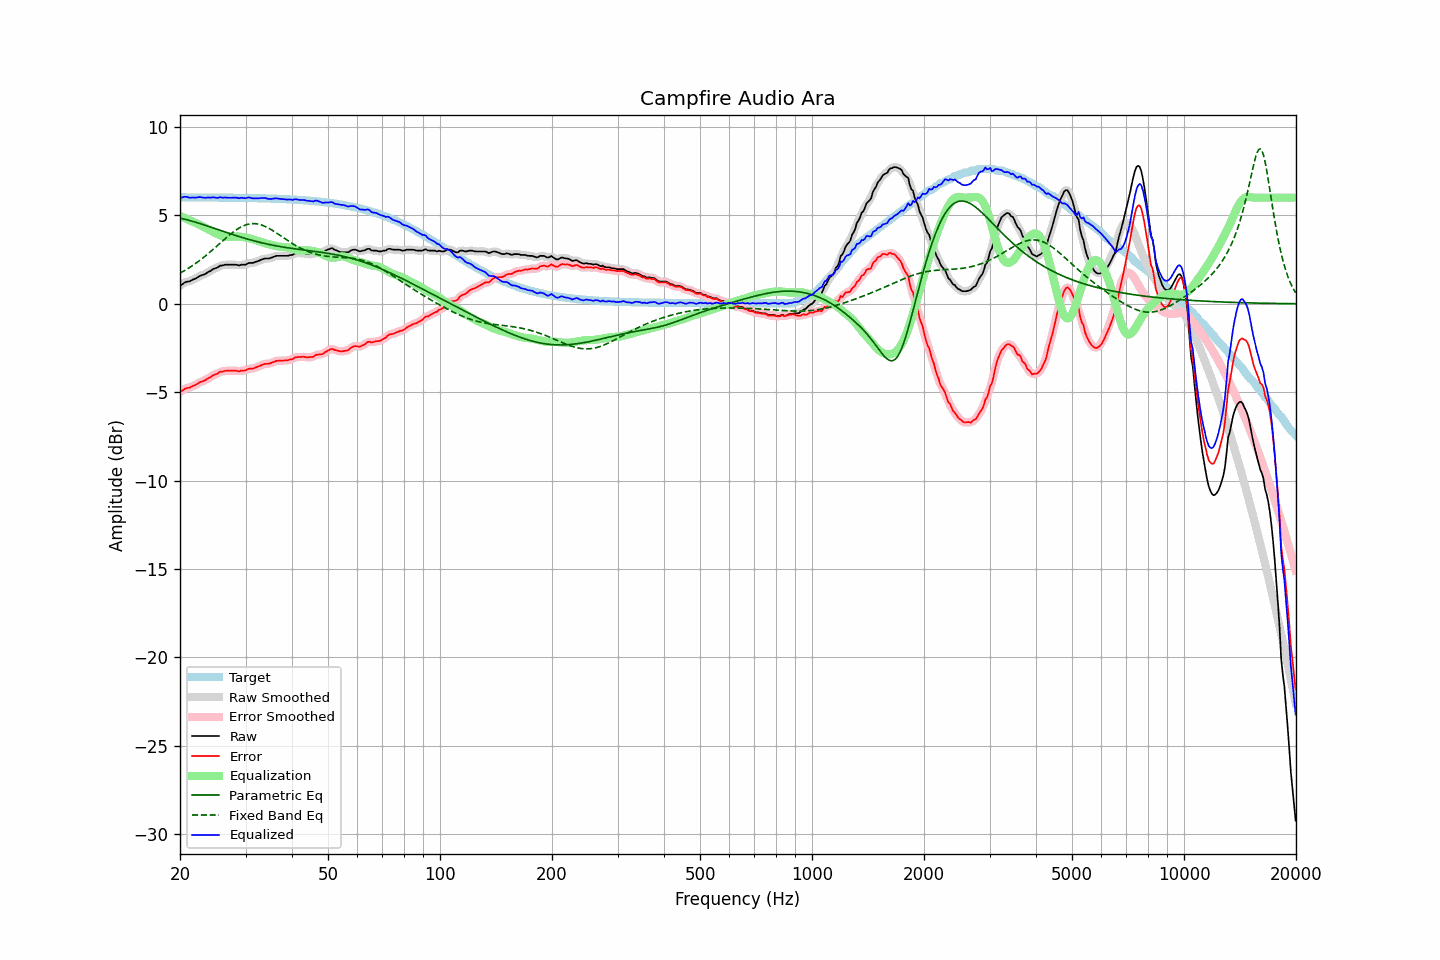 Campfire Audio Ara
10
5
0
−5
−10
−15
−20
−25
−30
Amplitude (dBr)
Target
Raw Smoothed
Error Smoothed
Raw
Error
Equalization
Parametric Eq
Fixed Band Eq
Equalized
20 50 100 200 500 1000 2000 5000 10000 20000
Frequency (Hz)